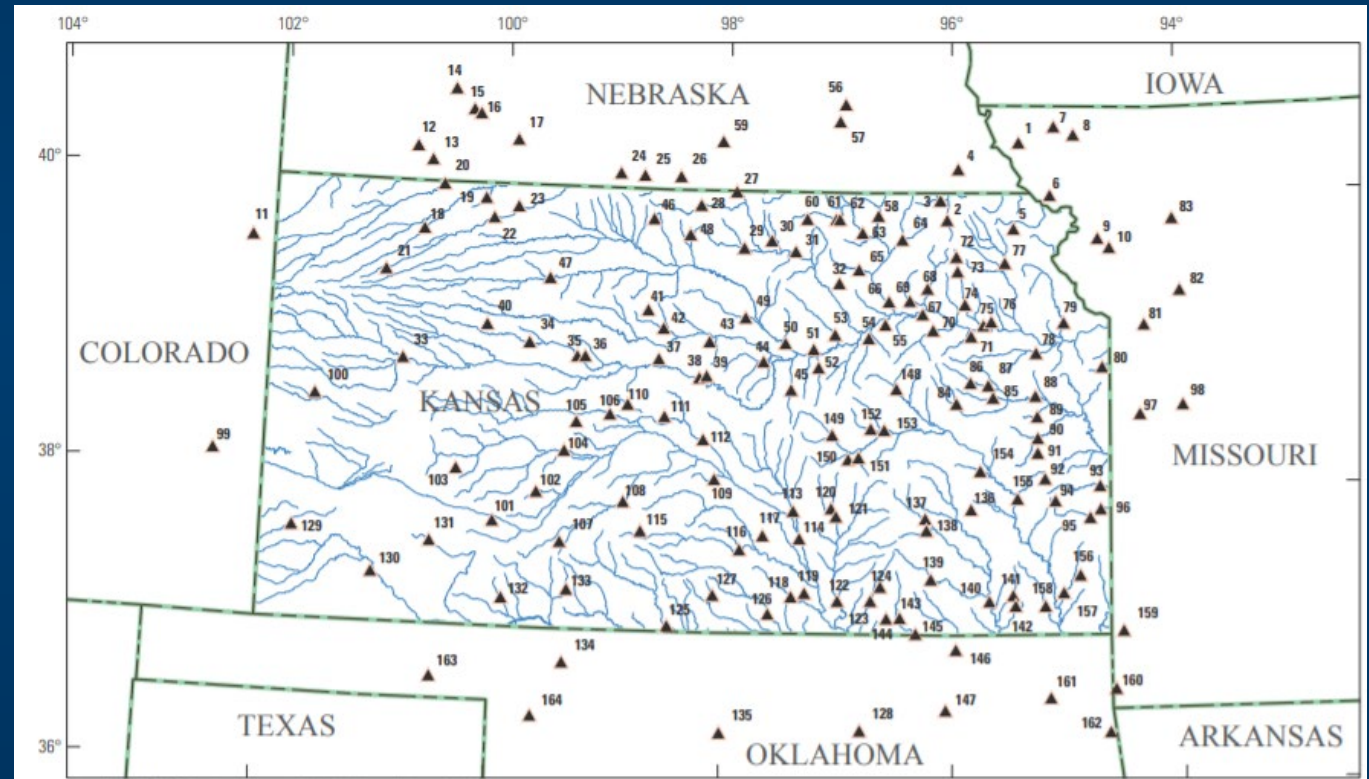 104° 102° 100° 98° 96° 94°
14 56 IOWA
15 16 NEBRASKA
57 1 7 8
12 17 59
13 4
40°
20 24 25 26 27 6
19 23 46 28 60 61 62 58 3 2 5 83
11 18 22 48 29 30 31 63 64 9 10
21 47 32 65 72 73 77 82
40 34 41 42 49 66 69 68 74 75 76 79 81
33 35 36 37 43 44 50 51 53 54 67 70 71 78
COLORADO
38 39 45 52 55 148 86 87 80
100 KANSAS 110 84 85 88 98
105 106 111 149 152 153 89 97
99 104 112 150 151 90
38°
103 102 154 91 92 93 MISSOURI
101 108 109 113 120 121 137 136 155 94 96
129 131 107 115 116 117 114 138 95
130 139 156
132 133 127 118 119 122 124 140 141 158
125 126 123 143 142 157 159
144 145
134 146
163 161 160
164 147
TEXAS 135 128 162 ARKANSAS
36° OKLAHOMA